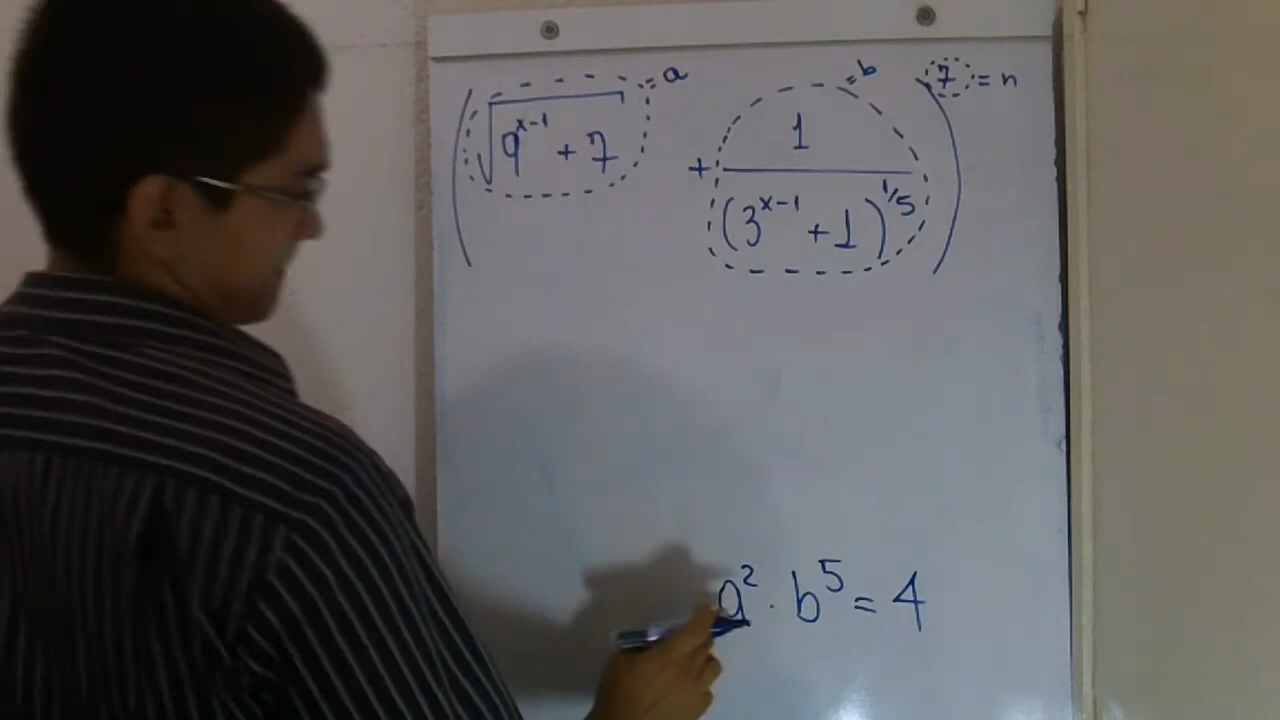 (√(9^(x-1) + 7) = a + 1/(3^(x-1) + 1)^(1/5) = b)^7 = n
a² · b⁵ = 4